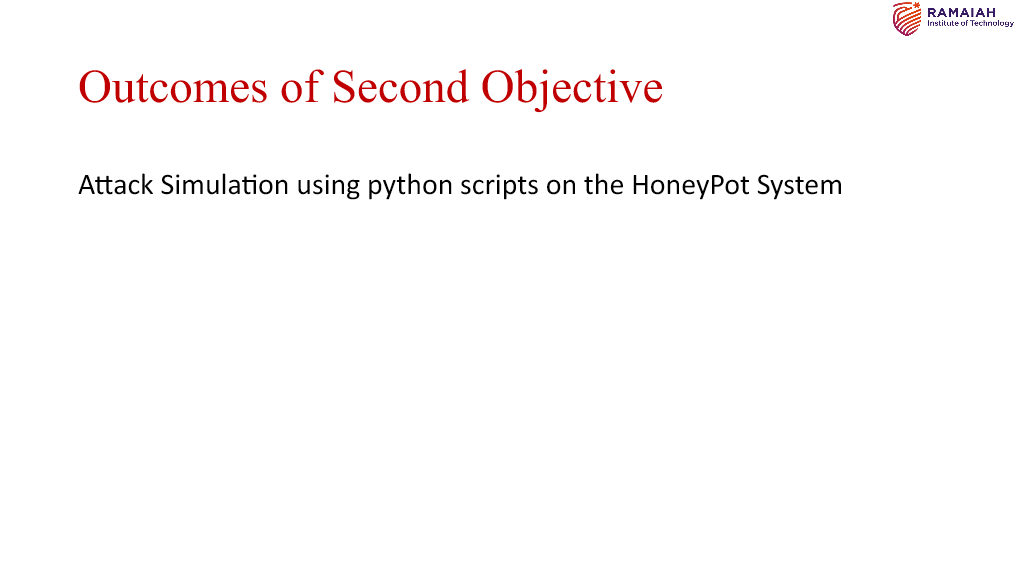 RAMAIAH
Institute of Technology
Outcomes of Second Objective
Attack Simulation using python scripts on the HoneyPot System